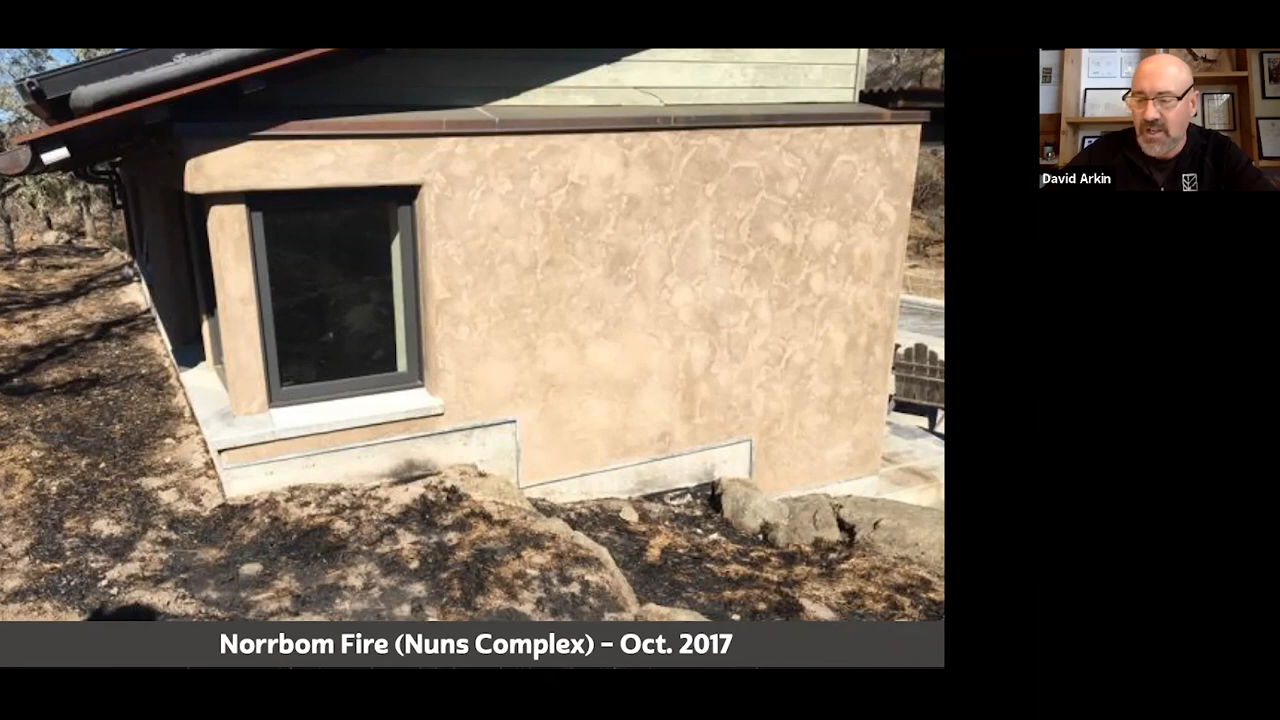 David Arkin
Norrbom Fire (Nuns Complex) – Oct. 2017